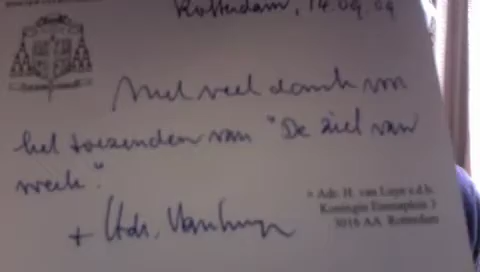 Rotterdam, 14.09.09
Met veel dank voor
het toezenden van "De ziel van
werk".
+ Adr. H. van Luyn s.d.b.
Koningin Emmaplein 3
3016 AA Rotterdam
+ Adr. van Luyn